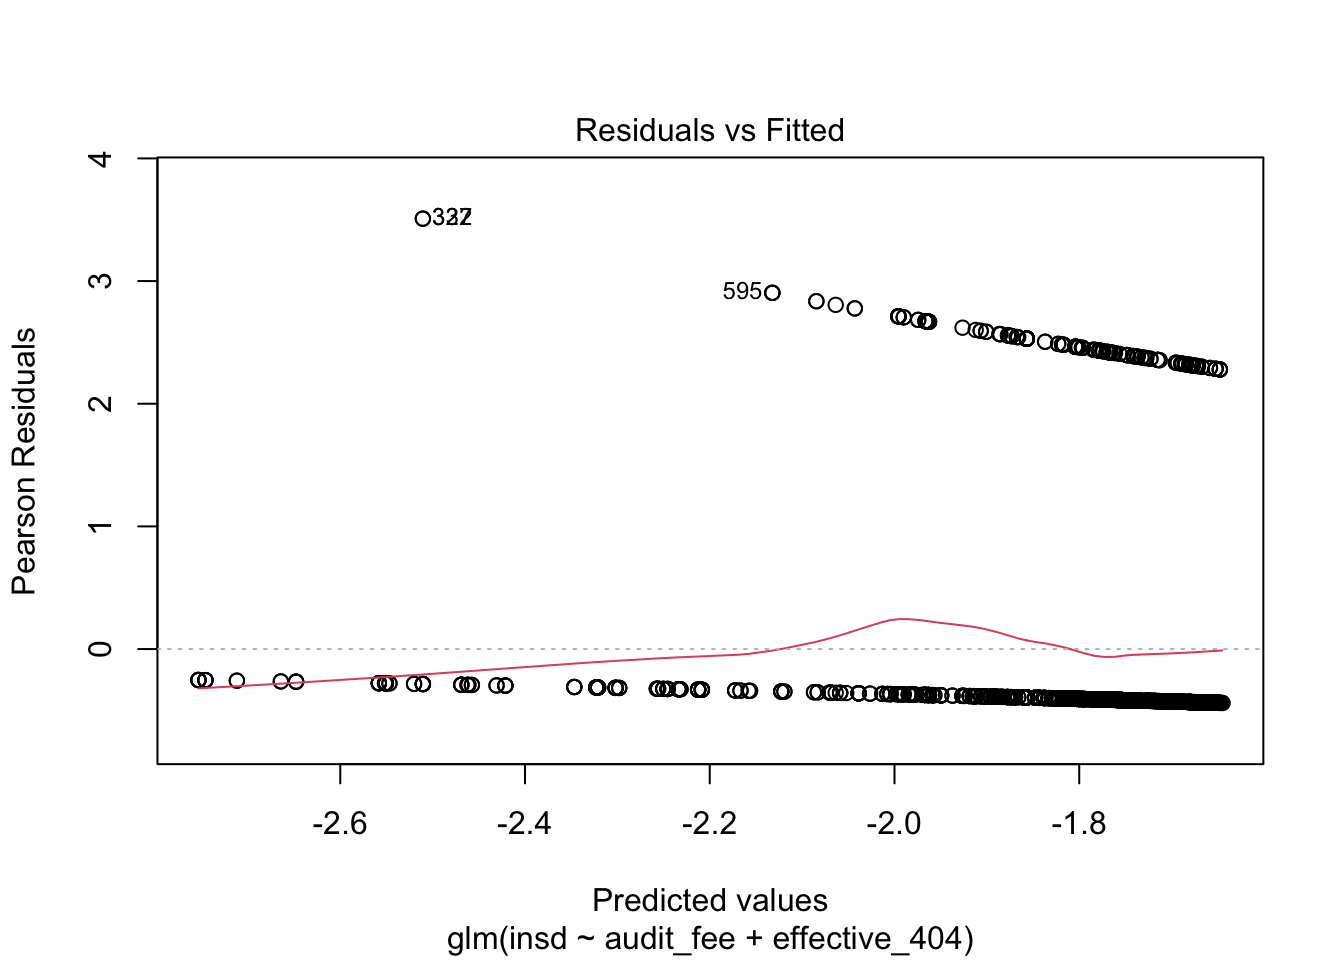 Residuals vs Fitted
4
3
2
1
0
Pearson Residuals
595
-2.6 -2.4 -2.2 -2.0 -1.8
Predicted values
glm(insd ~ audit_fee + effective_404)